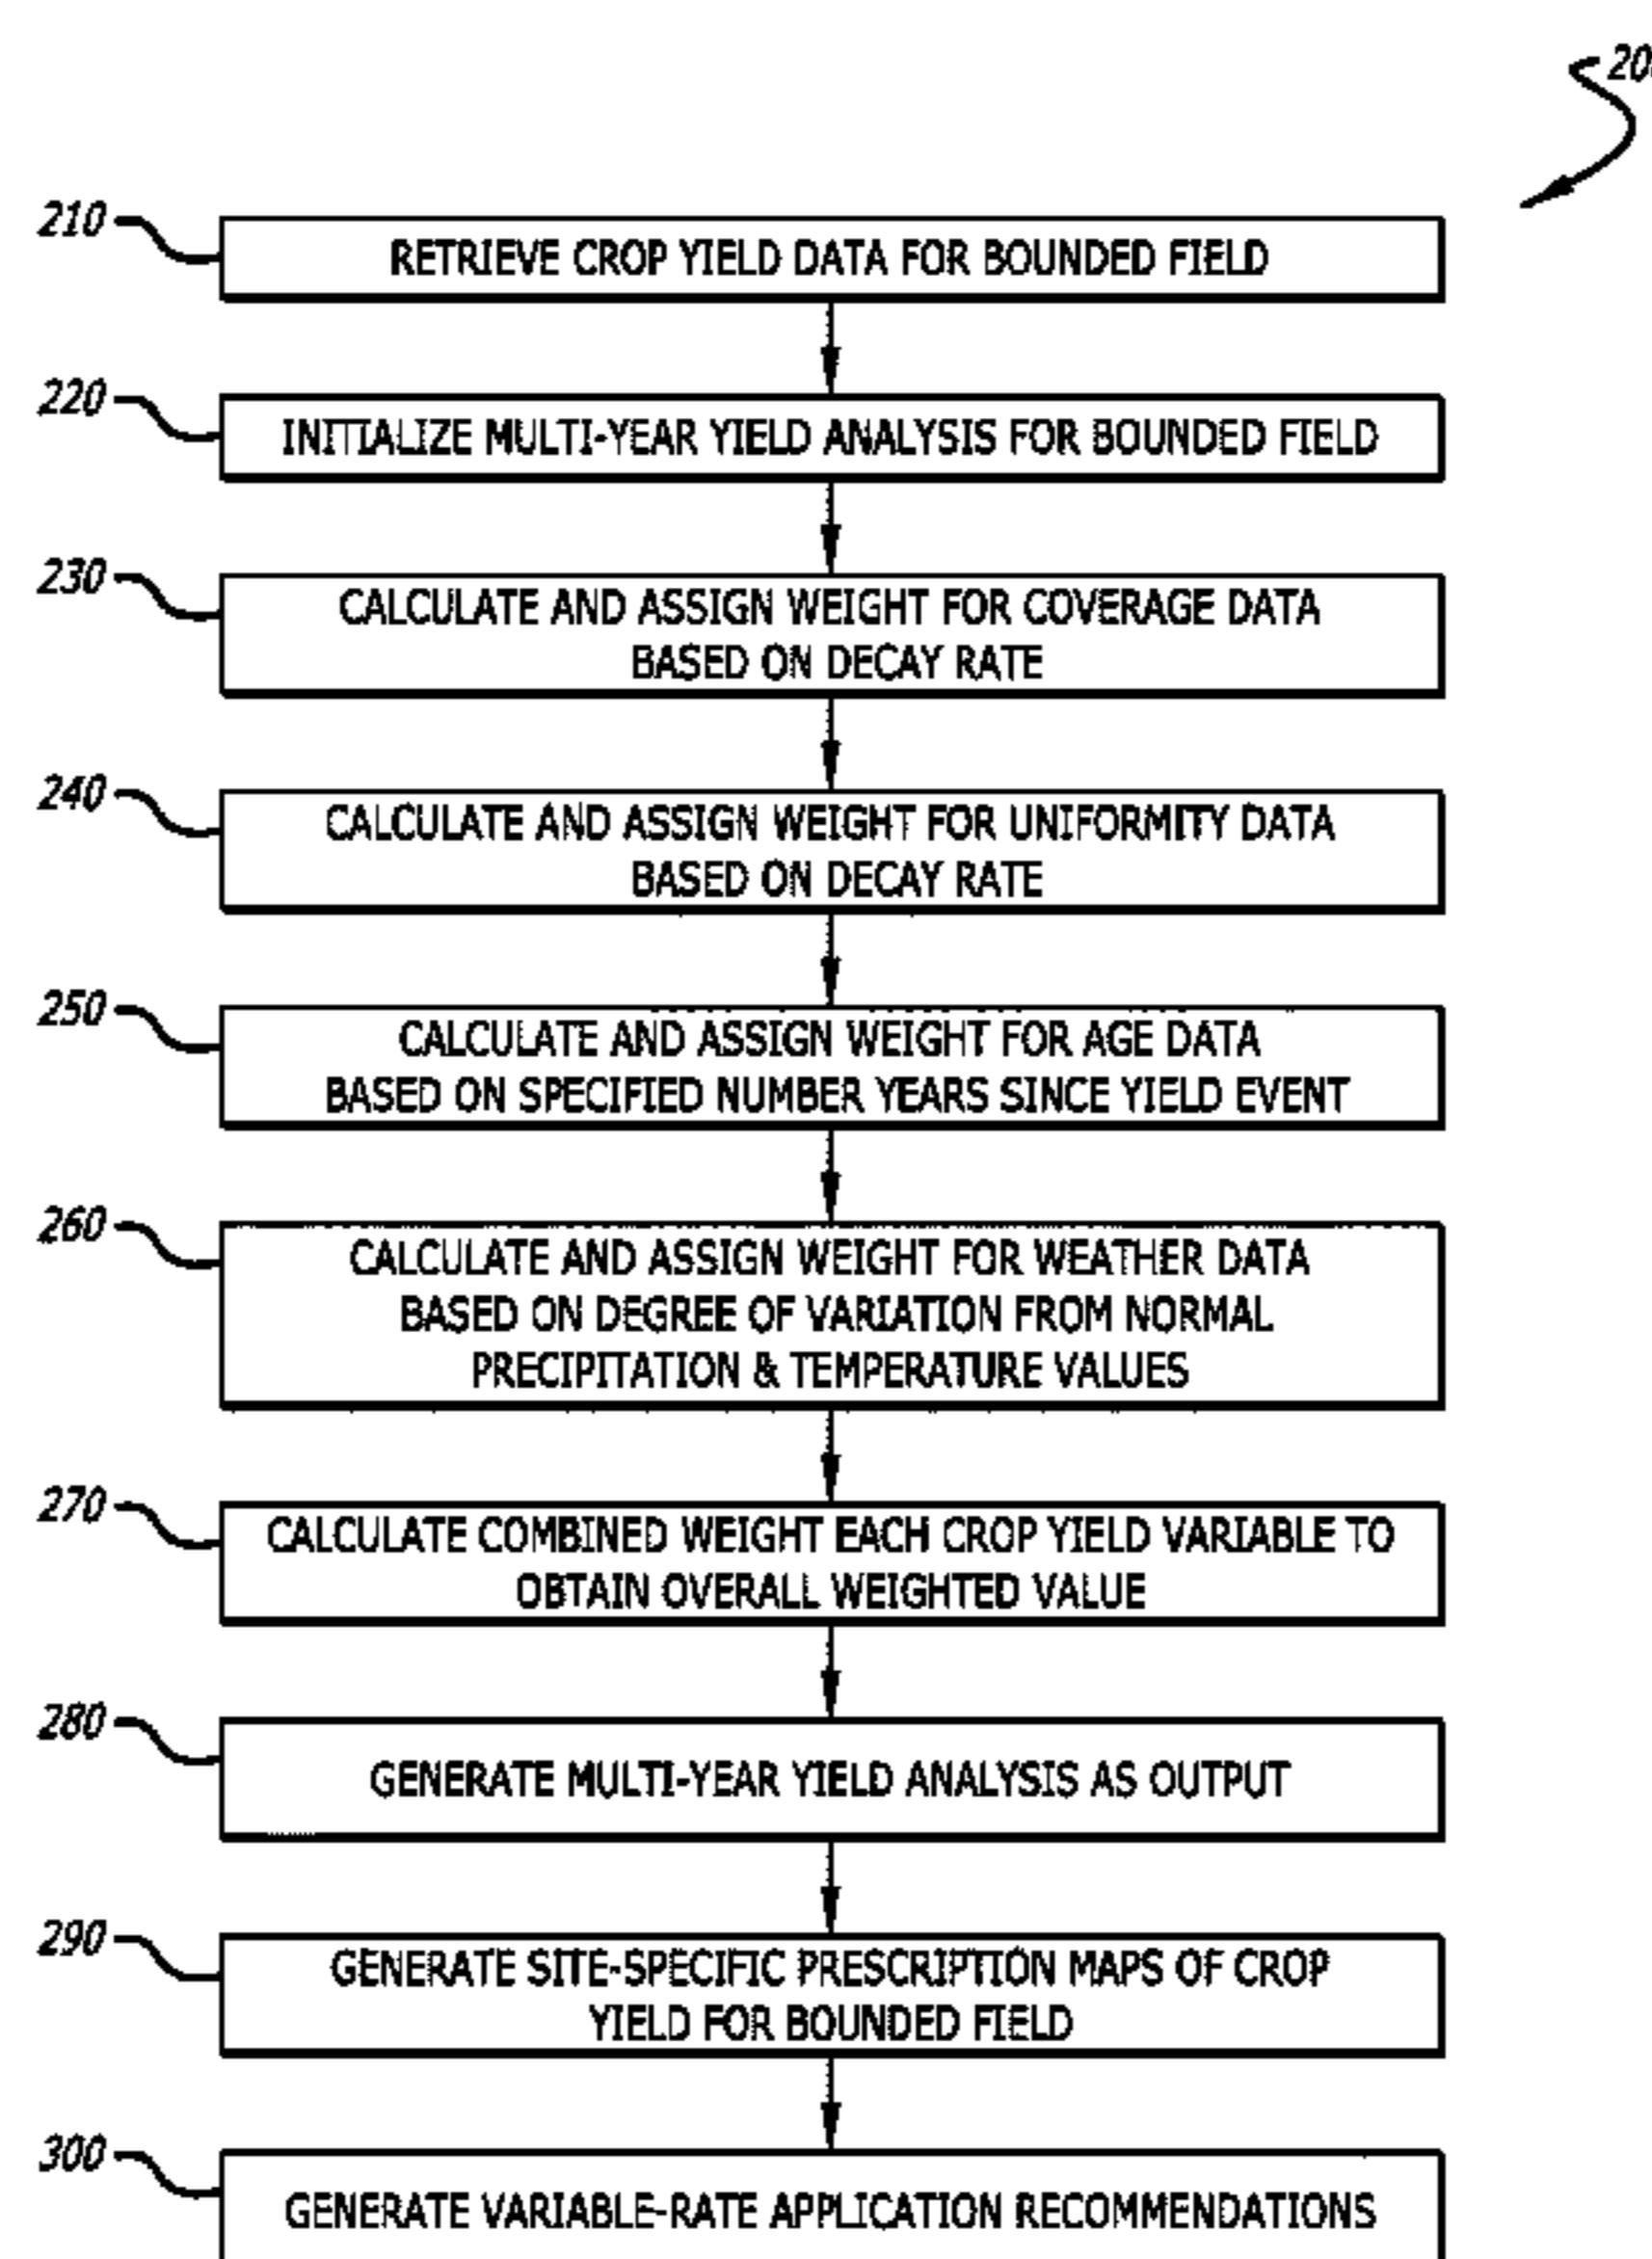 210
RETRIEVE CROP YIELD DATA FOR BOUNDED FIELD
220
INITIALIZE MULTI-YEAR YIELD ANALYSIS FOR BOUNDED FIELD
230
CALCULATE AND ASSIGN WEIGHT FOR COVERAGE DATA
BASED ON DECAY RATE
240
CALCULATE AND ASSIGN WEIGHT FOR UNIFORMITY DATA
BASED ON DECAY RATE
250
CALCULATE AND ASSIGN WEIGHT FOR AGE DATA
BASED ON SPECIFIED NUMBER YEARS SINCE YIELD EVENT
260
CALCULATE AND ASSIGN WEIGHT FOR WEATHER DATA
BASED ON DEGREE OF VARIATION FROM NORMAL
PRECIPITATION & TEMPERATURE VALUES
270
CALCULATE COMBINED WEIGHT EACH CROP YIELD VARIABLE TO
OBTAIN OVERALL WEIGHTED VALUE
280
GENERATE MULTI-YEAR YIELD ANALYSIS AS OUTPUT
290
GENERATE SITE-SPECIFIC PRESCRIPTION MAPS OF CROP
YIELD FOR BOUNDED FIELD
300
GENERATE VARIABLE-RATE APPLICATION RECOMMENDATIONS